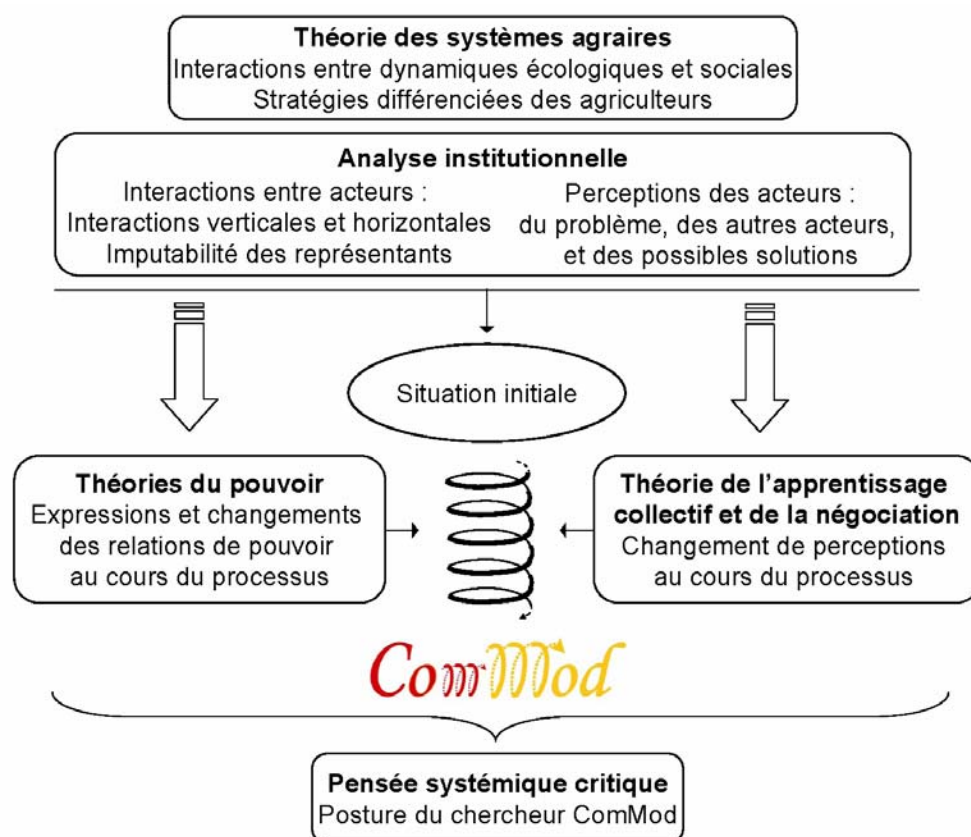 Théorie des systèmes agraires
Interactions entre dynamiques écologiques et sociales
Stratégies différenciées des agriculteurs
Analyse institutionnelle
Interactions entre acteurs :
Interactions verticales et horizontales
Imputabilité des représentants
Perceptions des acteurs :
du problème, des autres acteurs,
et des possibles solutions
Situation initiale
Théories du pouvoir
Expressions et changements
des relations de pouvoir
au cours du processus
Théorie de l'apprentissage
collectif et de la négociation
Changement de perceptions
au cours du processus
ComMod
Pensée systémique critique
Posture du chercheur ComMod